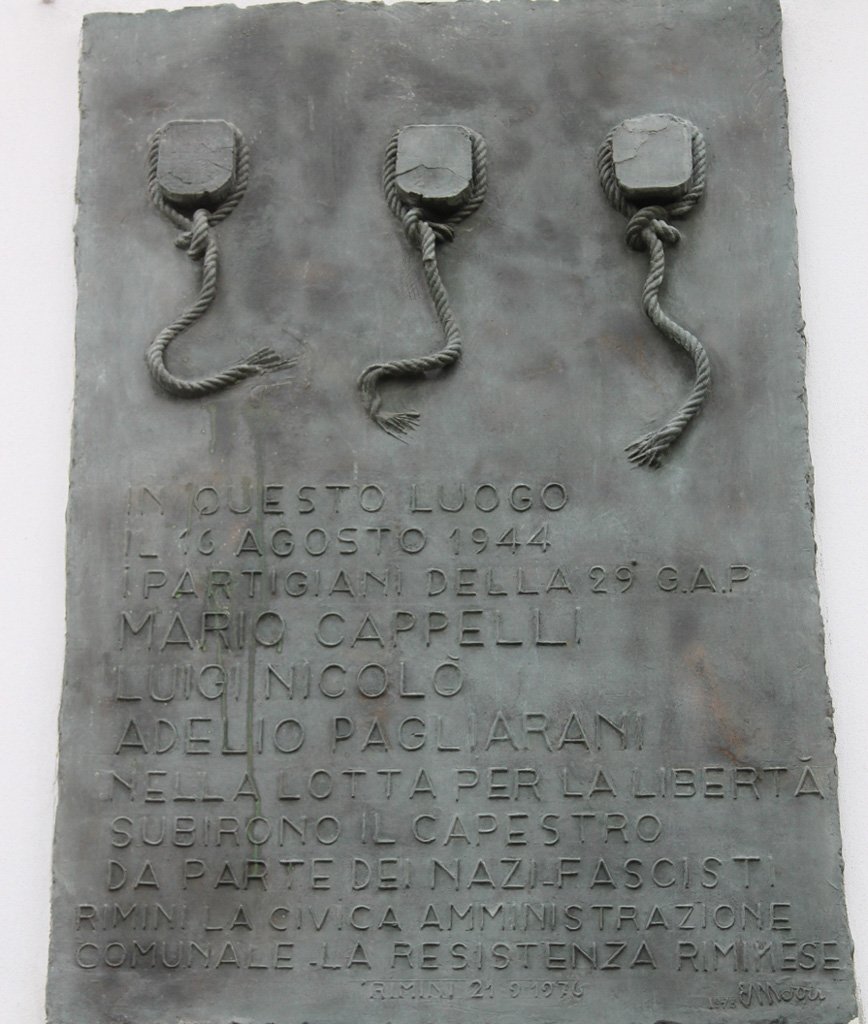 IN QUESTO LUOGO
IL 16 AGOSTO 1944
I PARTIGIANI DELLA 29° G.A.P
MARIO CAPPELLI
LUIGI NICOLÒ
ADELIO PAGLIARANI
NELLA LOTTA PER LA LIBERTÀ
SUBIRONO IL CAPESTRO
DA PARTE DEI NAZI-FASCISTI
RIMINI LA CIVICA AMMINISTRAZIONE
COMUNALE - LA RESISTENZA RIMINESE
RIMINI 21 9 1976